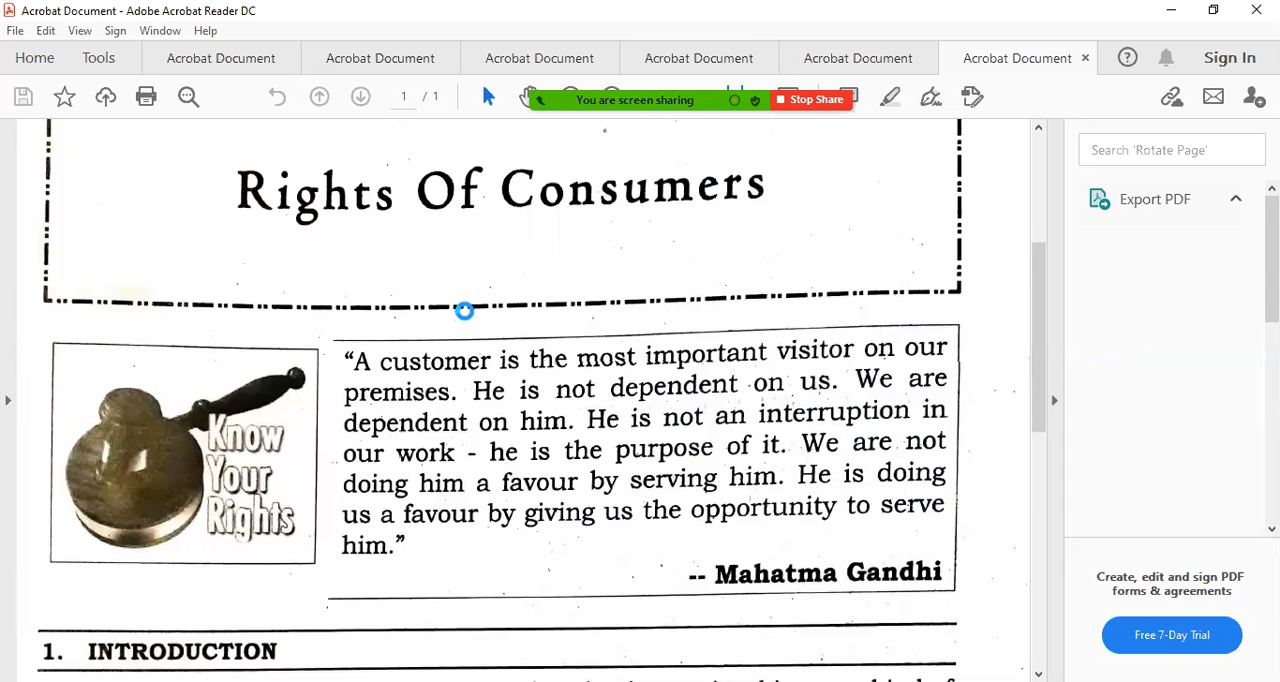 Acrobat Document - Adobe Acrobat Reader DC
File Edit View Sign Window Help
Home Tools Acrobat Document Acrobat Document Acrobat Document Acrobat Document Acrobat Document Acrobat Document × Sign In
1 / 1
You are screen sharing Stop Share
Search 'Rotate Page'
Export PDF
Rights Of Consumers
Know
Your
Rights
“A customer is the most important visitor on our
premises. He is not dependent on us. We are
dependent on him. He is not an interruption in
our work - he is the purpose of it. We are not
doing him a favour by serving him. He is doing
us a favour by giving us the opportunity to serve
him.”
-- Mahatma Gandhi
1. INTRODUCTION
Create, edit and sign PDF
forms & agreements
Free 7-Day Trial